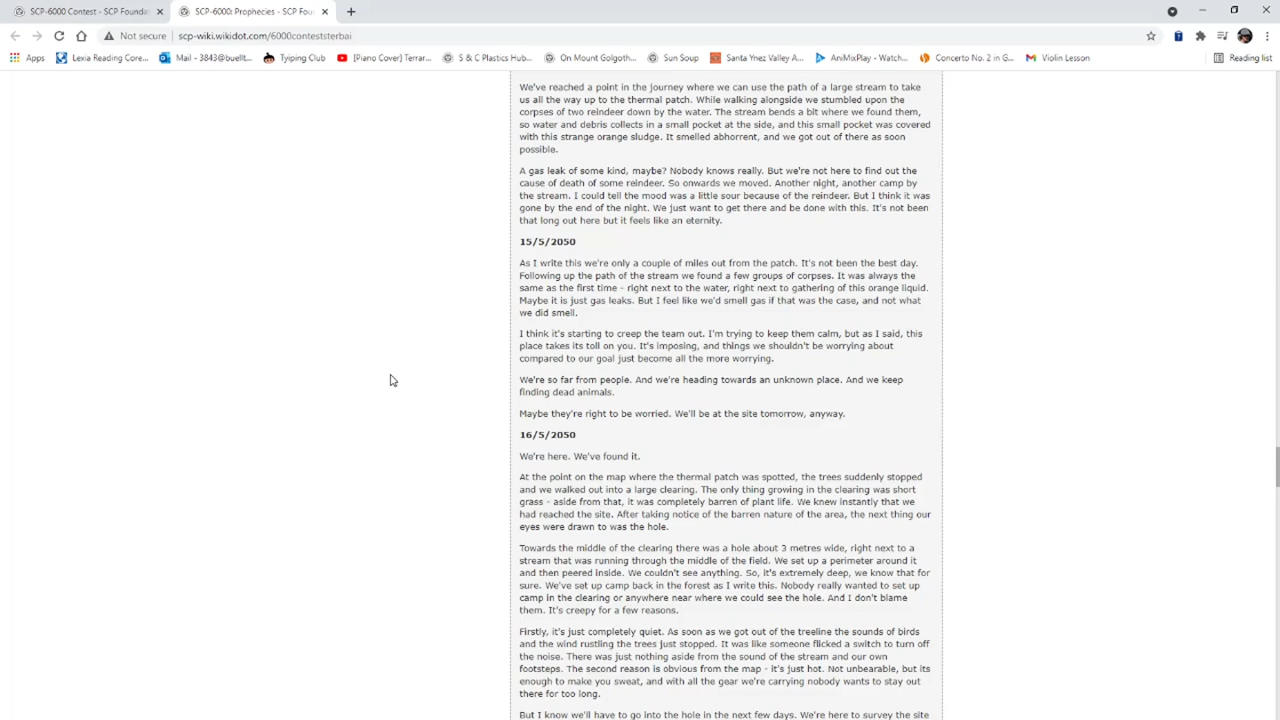 SCP-6000 Contest - SCP Founda
SCP-6000: Prophecies - SCP Fou
Not secure
scp-wiki.wikidot.com/6000conteststerbai
Apps
Lexia Reading Core...
Mail - 3843@buellt...
Tyiping Club
[Piano Cover] Terrar...
S & C Plastics Hub...
On Mount Golgoth...
Sun Soup
Santa Ynez Valley A...
AniMixPlay - Watch...
Concerto No. 2 in G...
Violin Lesson
Reading list
We've reached a point in the journey where we can use the path of a large stream to take
us all the way up to the thermal patch. While walking alongside we stumbled upon the
corpses of two reindeer down by the water. The stream bends a bit where we found them,
so water and debris collects in a small pocket at the side, and this small pocket was covered
with this strange orange sludge. It smelled abhorrent, and we got out of there as soon
possible.
A gas leak of some kind, maybe? Nobody knows really. But we're not here to find out the
cause of death of some reindeer. So onwards we moved. Another night, another camp by
the stream. I could tell the mood was a little sour because of the reindeer. But I think it was
gone by the end of the night. We just want to get there and be done with this. It's not been
that long out here but it feels like an eternity.
15/5/2050
As I write this we're only a couple of miles out from the patch. It's not been the best day.
Following up the path of the stream we found a few groups of corpses. It was always the
same as the first time - right next to the water, right next to gathering of this orange liquid.
Maybe it is just gas leaks. But I feel like we'd smell gas if that was the case, and not what
we did smell.
I think it's starting to creep the team out. I'm trying to keep them calm, but as I said, this
place takes its toll on you. It's imposing, and things we shouldn't be worrying about
compared to our goal just become all the more worrying.
We're so far from people. And we're heading towards an unknown place. And we keep
finding dead animals.
Maybe they're right to be worried. We'll be at the site tomorrow, anyway.
16/5/2050
We're here. We've found it.
At the point on the map where the thermal patch was spotted, the trees suddenly stopped
and we walked out into a large clearing. The only thing growing in the clearing was short
grass - aside from that, it was completely barren of plant life. We knew instantly that we
had reached the site. After taking notice of the barren nature of the area, the next thing our
eyes were drawn to was the hole.
Towards the middle of the clearing there was a hole about 3 metres wide, right next to a
stream that was running through the middle of the field. We set up a perimeter around it
and then peered inside. We couldn't see anything. So, it's extremely deep, we know that for
sure. We've set up camp back in the forest as I write this. Nobody really wanted to set up
camp in the clearing or anywhere near where we could see the hole. And I don't blame
them. It's creepy for a few reasons.
Firstly, it's just completely quiet. As soon as we got out of the treeline the sounds of birds
and the wind rustling the trees just stopped. It was like someone flicked a switch to turn off
the noise. There was just nothing aside from the sound of the stream and our own
footsteps. The second reason is obvious from the map - it's just hot. Not unbearable, but its
enough to make you sweat, and with all the gear we're carrying nobody wants to stay out
there for too long.
But I know we'll have to go into the hole in the next few days. We're here to survey the site